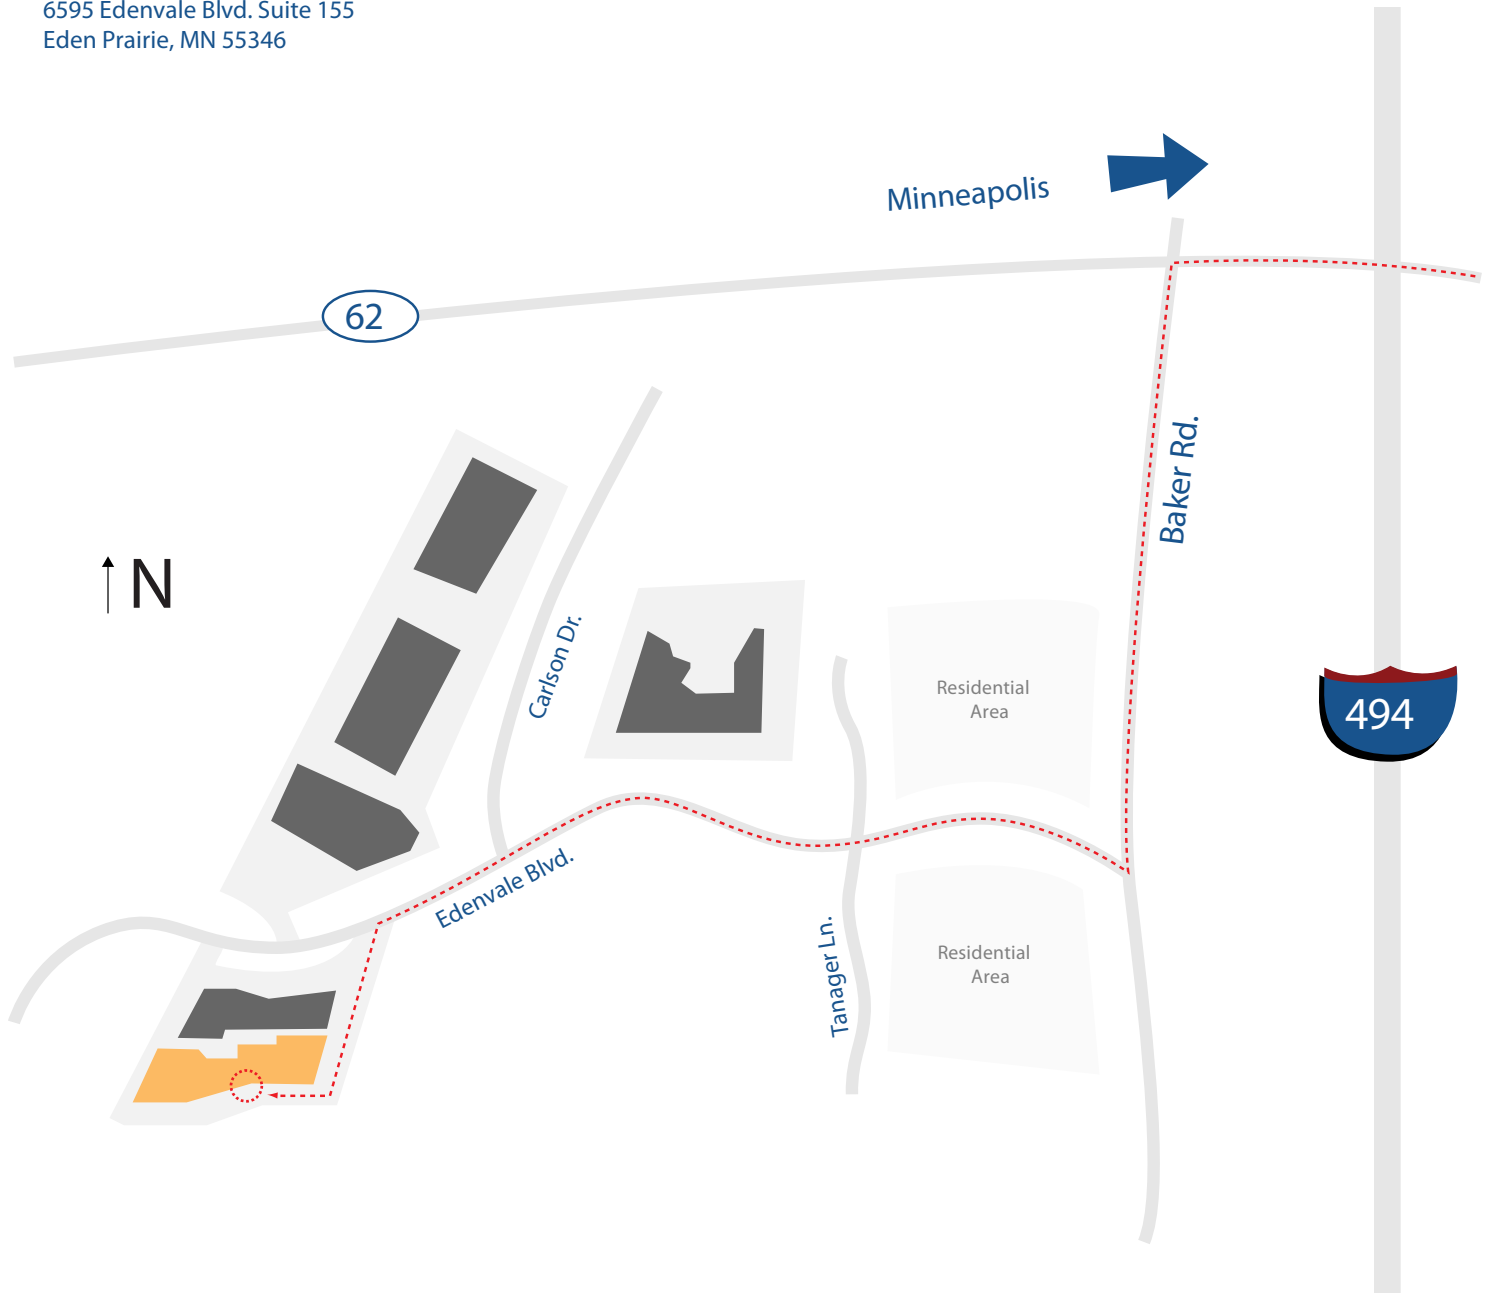 6595 Edenvale Blvd. Suite 155
Eden Prairie, MN 55346
Minneapolis
62
Baker Rd.
N
Carlson Dr.
Residential
Area
494
Edenvale Blvd.
Tanager Ln.
Residential
Area